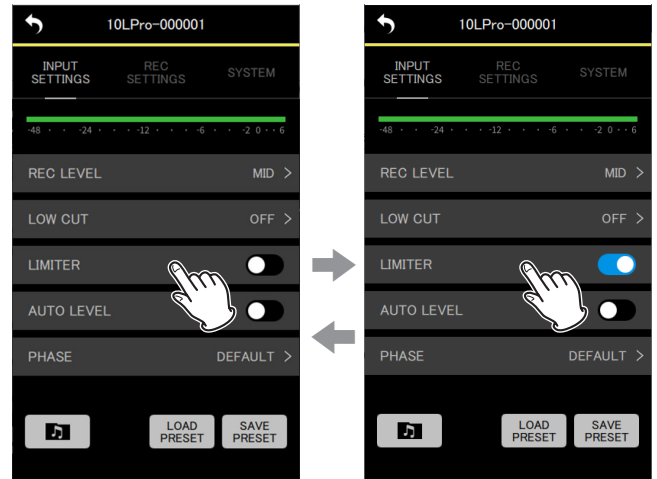 10LPro-000001
INPUT SETTINGS REC SETTINGS SYSTEM
-48 · · -24 · · -12 · · · -6 · · -2 0 · · 6
REC LEVEL MID >
LOW CUT OFF >
LIMITER
AUTO LEVEL
PHASE DEFAULT >
LOAD PRESET SAVE PRESET
10LPro-000001
INPUT SETTINGS REC SETTINGS SYSTEM
-48 · · -24 · · -12 · · · -6 · · -2 0 · · 6
REC LEVEL MID >
LOW CUT OFF >
LIMITER
AUTO LEVEL
PHASE DEFAULT >
LOAD PRESET SAVE PRESET